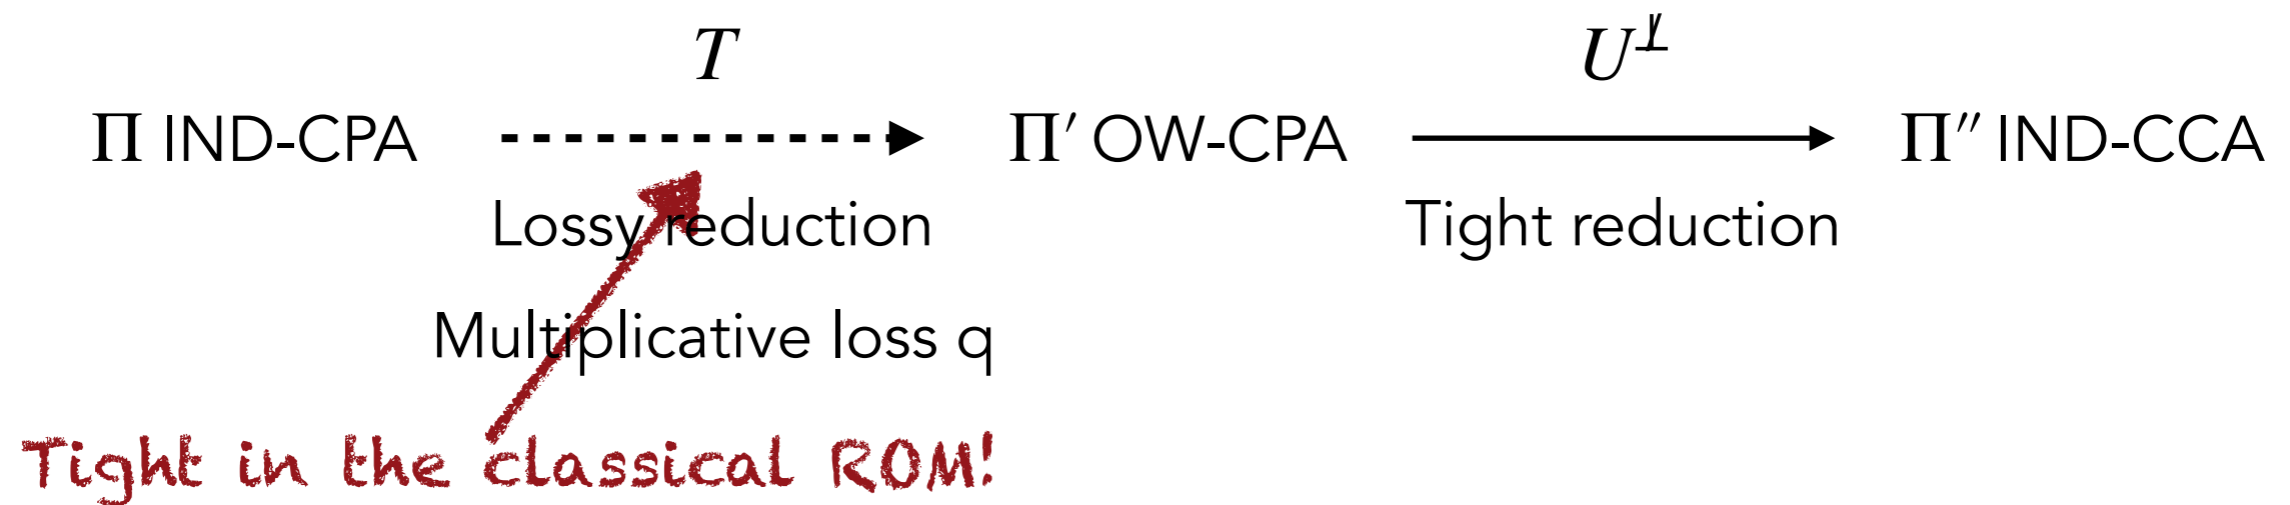 T U^⊥̸
Π IND-CPA Π′ OW-CPA Π″ IND-CCA
Lossy reduction Tight reduction
Multiplicative loss q
Tight in the classical ROM!